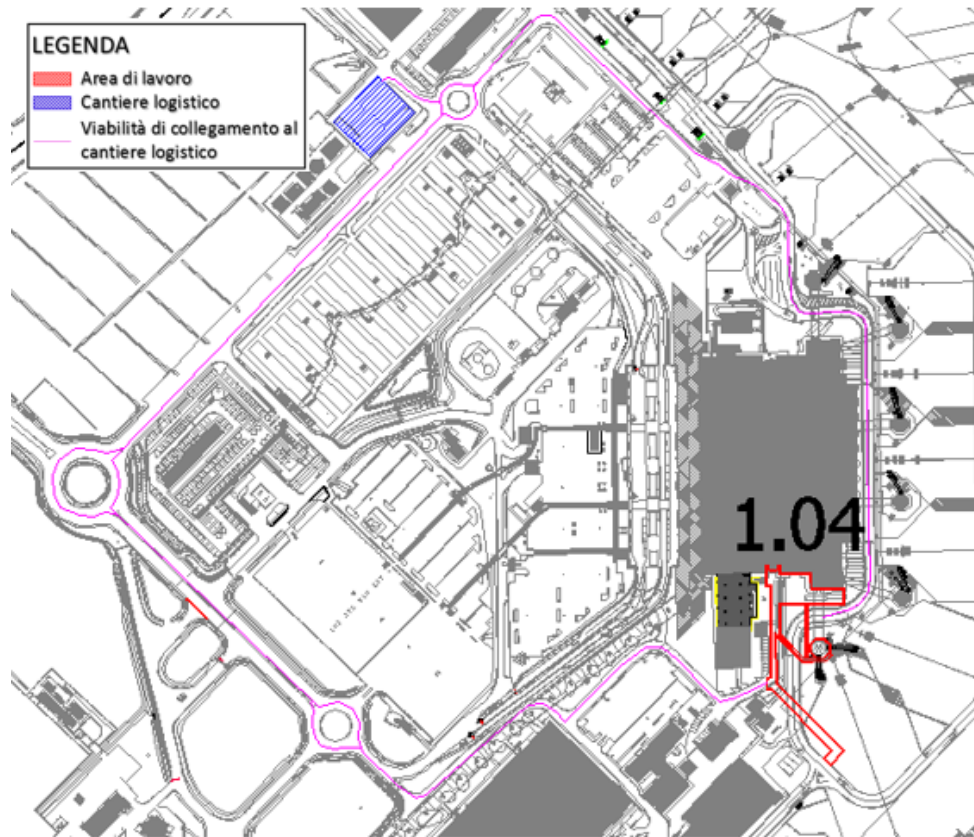 LEGENDA
Area di lavoro
Cantiere logistico
Viabilità di collegamento al
cantiere logistico
1.04